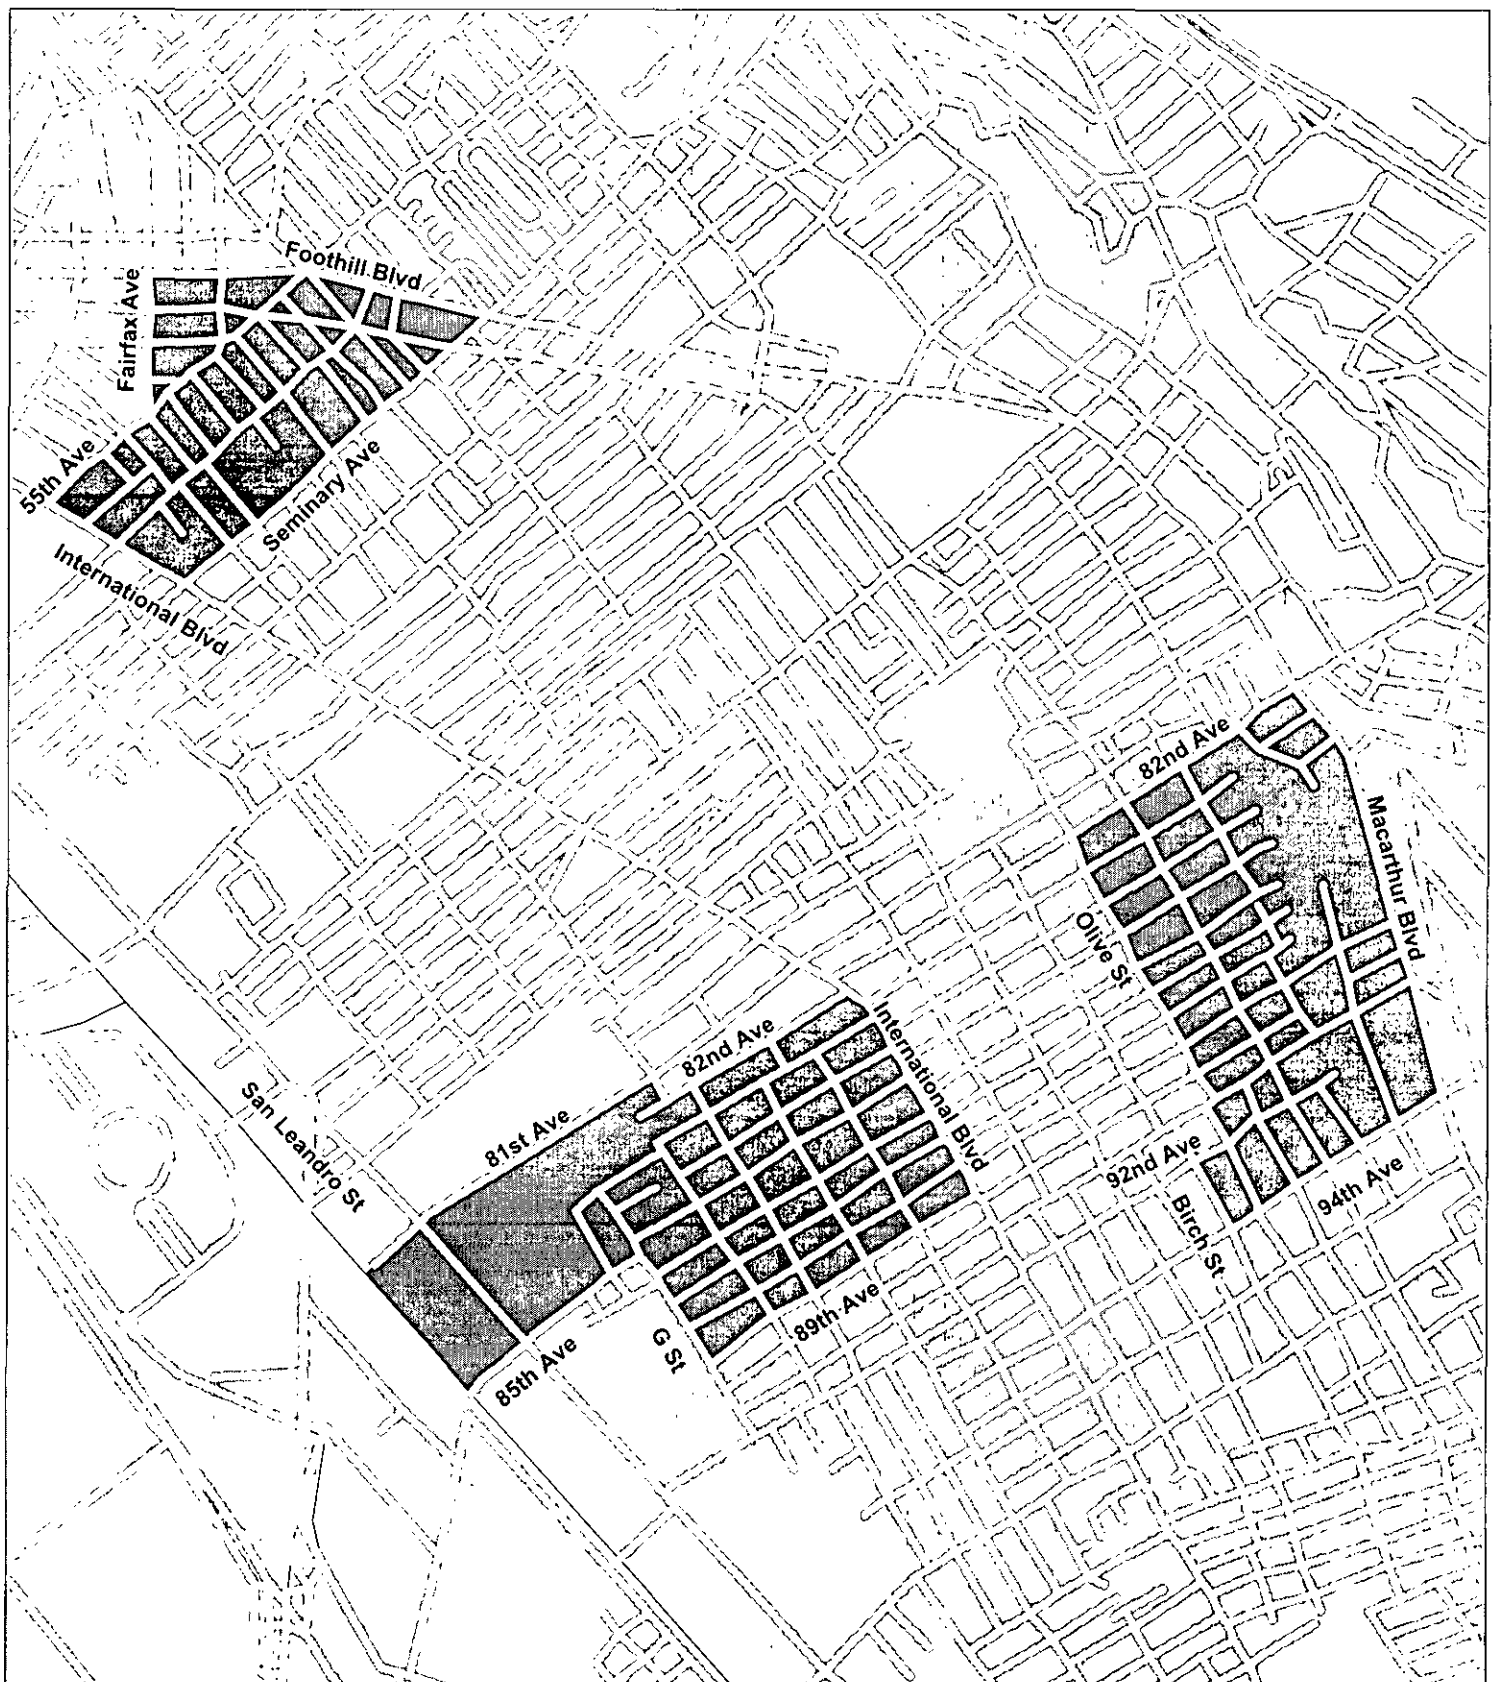 Foothill Blvd
Fairfax Ave
55th Ave
Seminary Ave
International Blvd
82nd Ave
Macarthur Blvd
Olive St
92nd Ave
94th Ave
Birch St
82nd Ave
International Blvd
81st Ave
San Leandro St
89th Ave
G St
85th Ave